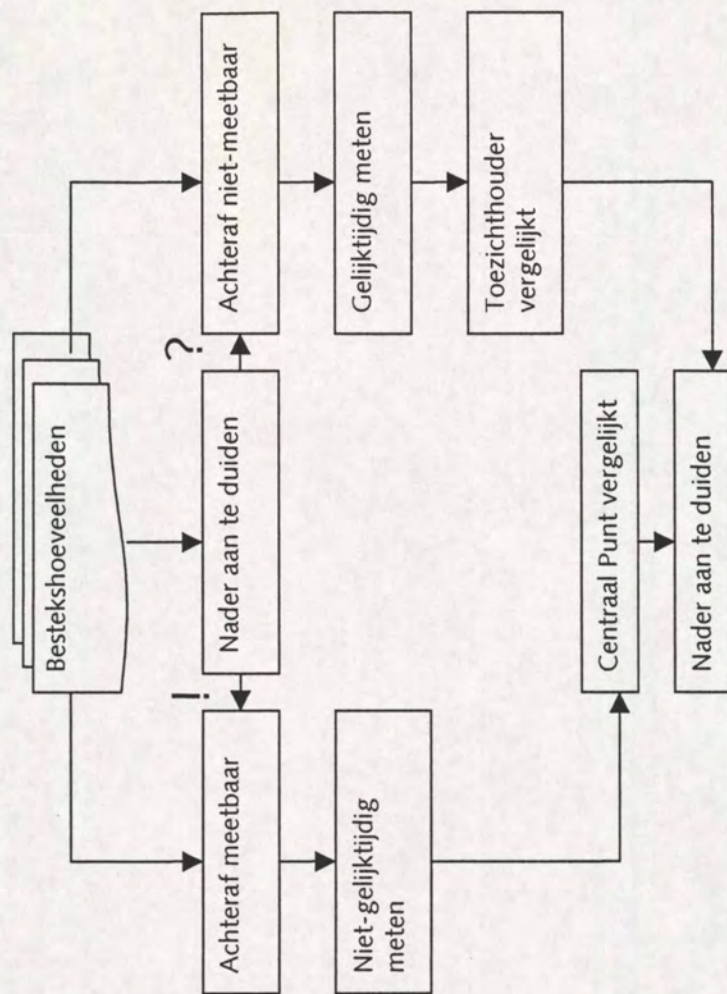 Bestekshoeveelheden
Achteraf meetbaar
!
Nader aan te duiden
?
Achteraf niet-meetbaar
Niet-gelijktijdig
meten
Gelijktijdig meten
Toezichthouder
vergelijkt
Centraal Punt vergelijkt
Nader aan te duiden